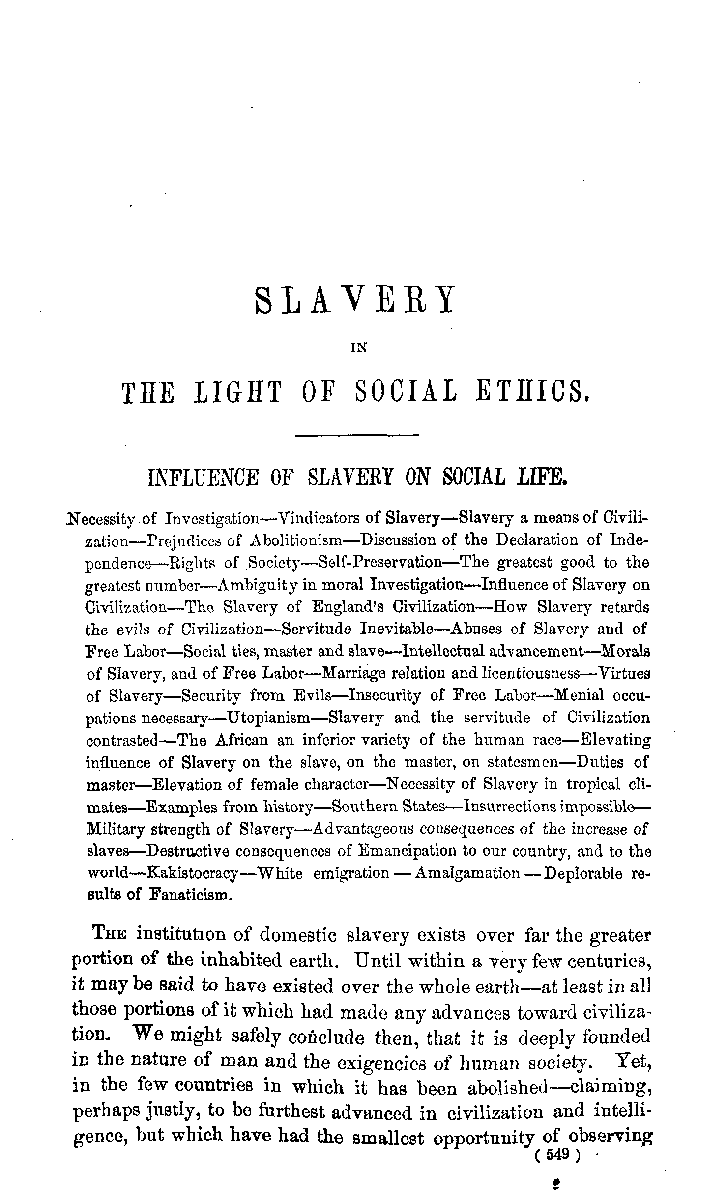 SLAVERY
IN
THE LIGHT OF SOCIAL ETHICS.
INFLUENCE OF SLAVERY ON SOCIAL LIFE.
Necessity of Investigation—Vindicators of Slavery—Slavery a means of Civili-
zation—Prejudices of Abolitionism—Discussion of the Declaration of Inde-
pendence—Rights of Society—Self-Preservation—The greatest good to the
greatest number—Ambiguity in moral Investigation—Influence of Slavery on
Civilization—The Slavery of England's Civilization—How Slavery retards
the evils of Civilization—Servitude Inevitable—Abuses of Slavery and of
Free Labor—Social ties, master and slave—Intellectual advancement—Morals
of Slavery, and of Free Labor—Marriage relation and licentiousness—Virtues
of Slavery—Security from Evils—Insecurity of Free Labor—Menial occu-
pations necessary—Utopianism—Slavery and the servitude of Civilization
contrasted—The African an inferior variety of the human race—Elevating
influence of Slavery on the slave, on the master, on statesmen—Duties of
master—Elevation of female character—Necessity of Slavery in tropical cli-
mates—Examples from history—Southern States—Insurrections impossible—
Military strength of Slavery—Advantageous consequences of the increase of
slaves—Destructive consequences of Emancipation to our country, and to the
world—Kakistocracy—White emigration—Amalgamation—Deplorable re-
sults of Fanaticism.
THE institution of domestic slavery exists over far the greater
portion of the inhabited earth. Until within a very few centuries,
it may be said to have existed over the whole earth—at least in all
those portions of it which had made any advances toward civiliza-
tion. We might safely conclude then, that it is deeply founded
in the nature of man and the exigencies of human society. Yet,
in the few countries in which it has been abolished—claiming,
perhaps justly, to be furthest advanced in civilization and intelli-
gence, but which have had the smallest opportunity of observing
( 549 )